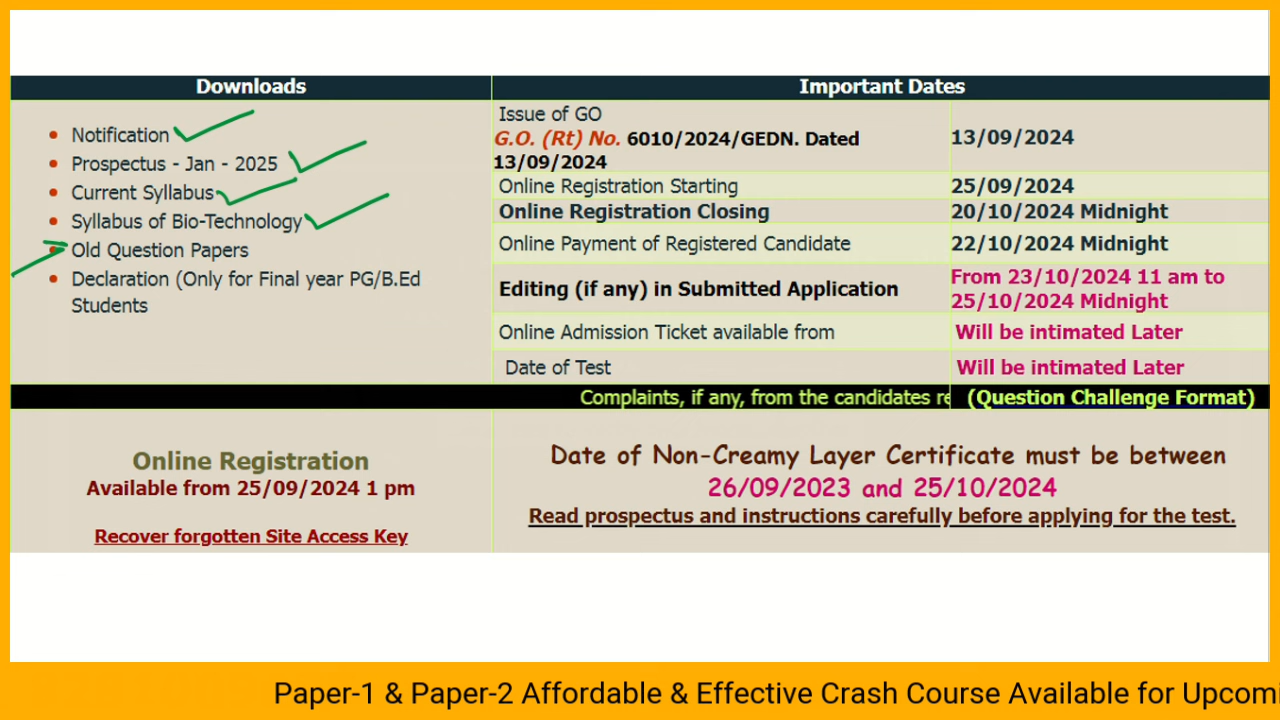 Downloads
Important Dates
Notification
Prospectus - Jan - 2025
Current Syllabus
Syllabus of Bio-Technology
Old Question Papers
Declaration (Only for Final year PG/B.Ed
Students
Issue of GO
G.O. (Rt) No. 6010/2024/GEDN. Dated
13/09/2024
13/09/2024
Online Registration Starting
25/09/2024
Online Registration Closing
20/10/2024 Midnight
Online Payment of Registered Candidate
22/10/2024 Midnight
Editing (if any) in Submitted Application
From 23/10/2024 11 am to
25/10/2024 Midnight
Online Admission Ticket available from
Will be intimated Later
Date of Test
Will be intimated Later
Complaints, if any, from the candidates re
(Question Challenge Format)
Online Registration
Available from 25/09/2024 1 pm
Recover forgotten Site Access Key
Date of Non-Creamy Layer Certificate must be between
26/09/2023 and 25/10/2024
Read prospectus and instructions carefully before applying for the test.
Paper-1 & Paper-2 Affordable & Effective Crash Course Available for Upcomi